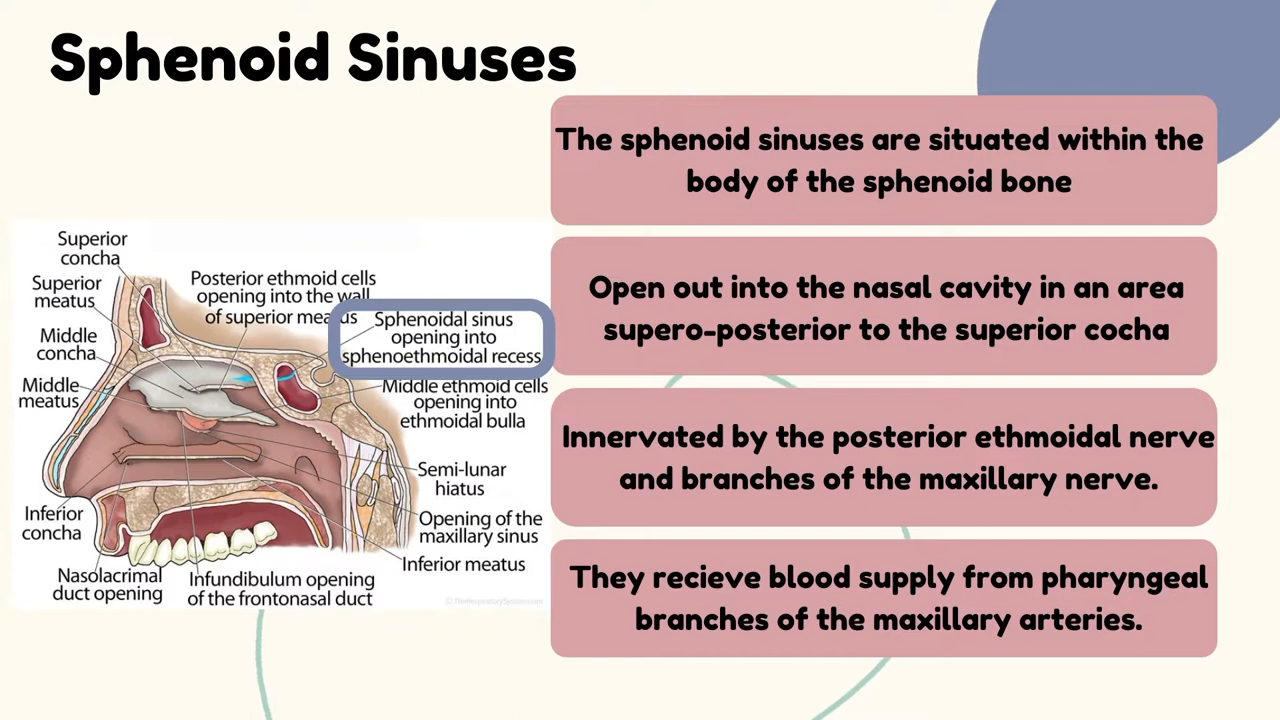 Sphenoid Sinuses
The sphenoid sinuses are situated within the
body of the sphenoid bone
Open out into the nasal cavity in an area
supero-posterior to the superior cocha
Innervated by the posterior ethmoidal nerve
and branches of the maxillary nerve.
They recieve blood supply from pharyngeal
branches of the maxillary arteries.
Superior
concha
Superior
meatus
Middle
concha
Middle
meatus
Inferior
concha
Nasolacrimal
duct opening
Infundibulum opening
of the frontonasal duct
Posterior ethmoid cells
opening into the wall
of superior meatus
Sphenoidal sinus
opening into
sphenoethmoidal recess
Middle ethmoid cells
opening into
ethmoidal bulla
Semi-lunar
hiatus
Opening of the
maxillary sinus
Inferior meatus